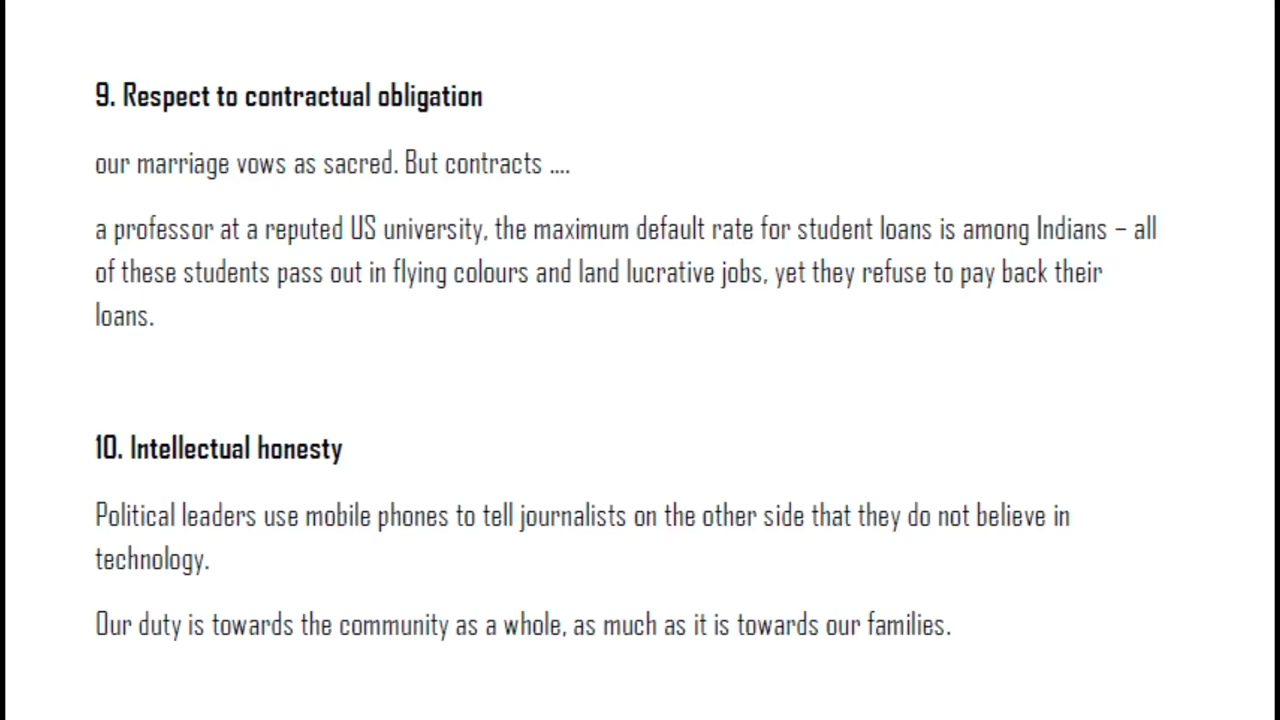 9. Respect to contractual obligation
our marriage vows as sacred. But contracts ....
a professor at a reputed US university, the maximum default rate for student loans is among Indians – all
of these students pass out in flying colours and land lucrative jobs, yet they refuse to pay back their
loans.
10. Intellectual honesty
Political leaders use mobile phones to tell journalists on the other side that they do not believe in
technology.
Our duty is towards the community as a whole, as much as it is towards our families.